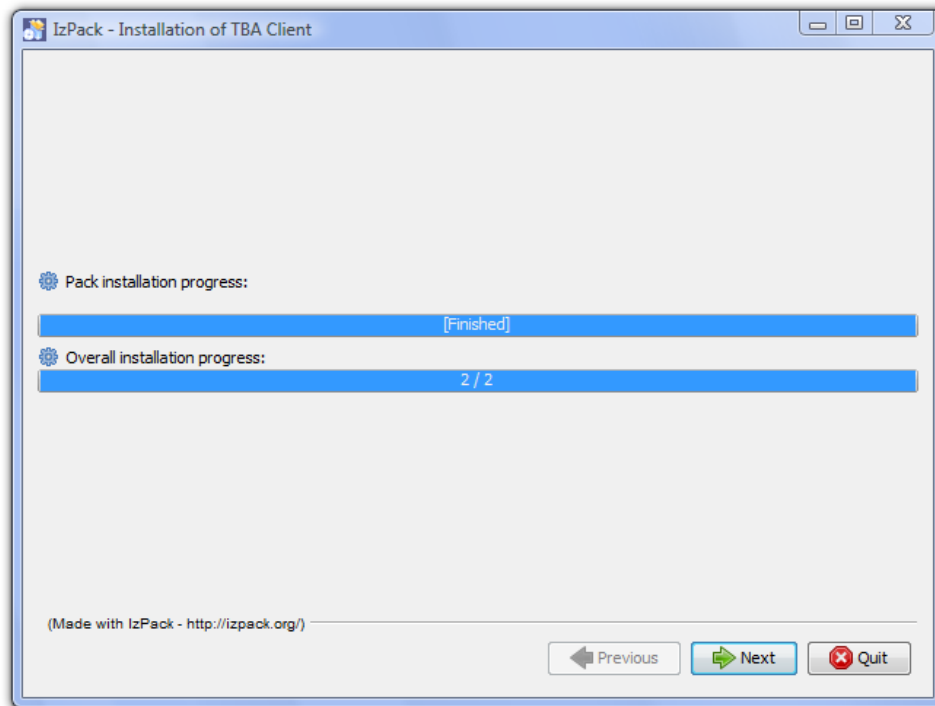 IzPack - Installation of TBA Client
Pack installation progress:
[Finished]
Overall installation progress:
2 / 2
(Made with IzPack - http://izpack.org/)
Previous
Next
Quit